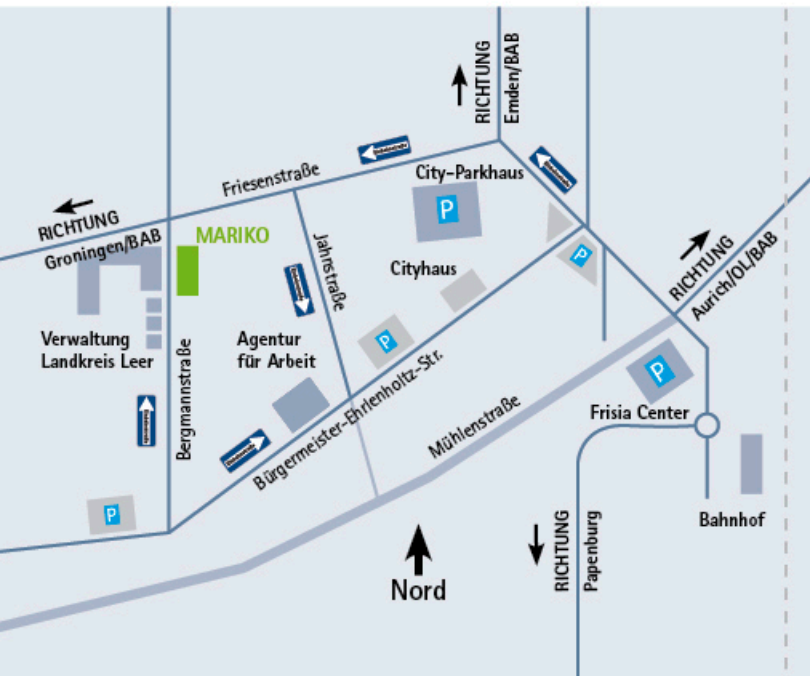 RICHTUNG
Emden/BAB
City-Parkhaus
P
Friesenstraße
RICHTUNG
Groningen/BAB
MARIKO
Jahnstraße
Cityhaus
P
RICHTUNG
Aurich/OL/BAB
Verwaltung
Landkreis Leer
Agentur
für Arbeit
P
Bergmannstraße
Bürgermeister-Ehrlenholtz-Str.
Mühlenstraße
P
Frisia Center
P
Bahnhof
RICHTUNG
Papenburg
Nord